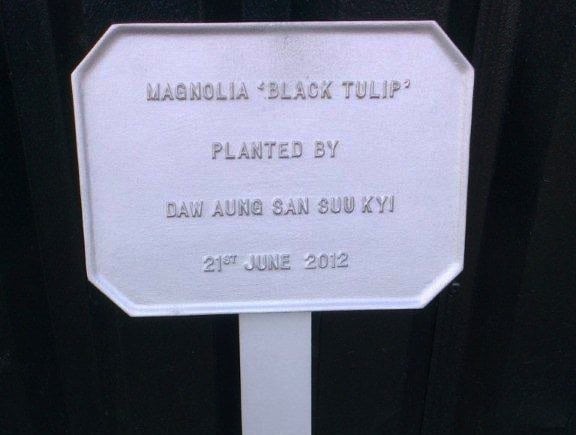 MAGNOLIA ‘BLACK TULIP’
PLANTED BY
DAW AUNG SAN SUU KYI
21ST JUNE 2012